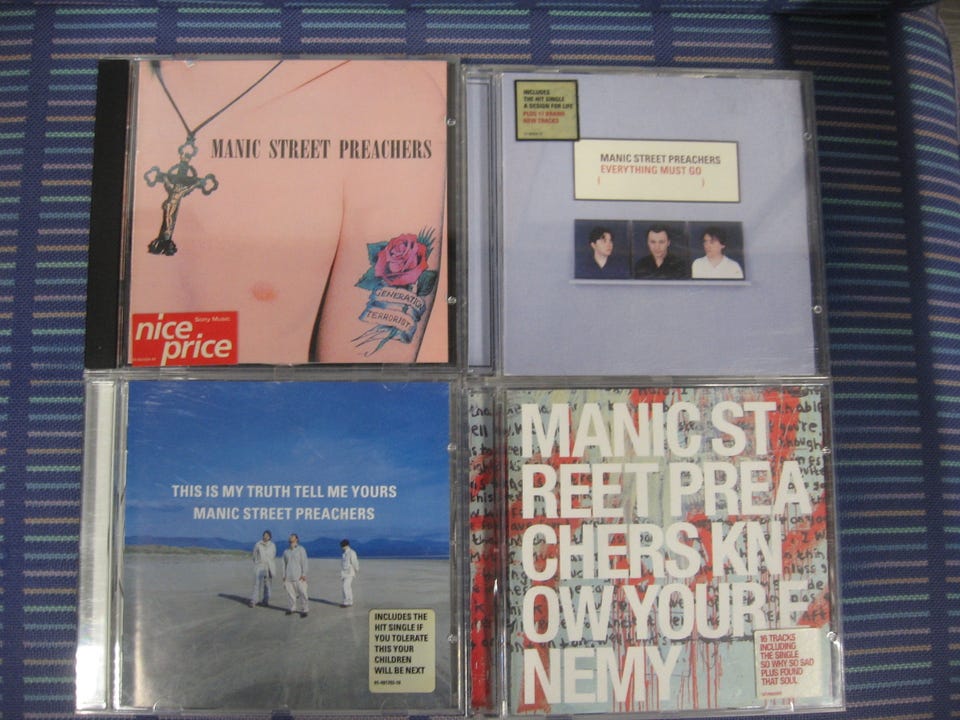 MANIC STREET PREACHERS
GENERATION
TERRORIST
Sony Music
nice
price
INCLUDES
THE HIT SINGLE
A DESIGN FOR LIFE
PLUS 11 BRAND
NEW TRACKS
MANIC STREET PREACHERS
EVERYTHING MUST GO
( )
THIS IS MY TRUTH TELL ME YOURS
MANIC STREET PREACHERS
INCLUDES THE
HIT SINGLE IF
YOU TOLERATE
THIS YOUR
CHILDREN
WILL BE NEXT
MANIC ST
REET PREA
CHERS KN
OW YOUR E
NEMY
16 TRACKS
INCLUDING
THE SINGLE
SO WHY SO SAD
PLUS FOUND
THAT SOUL